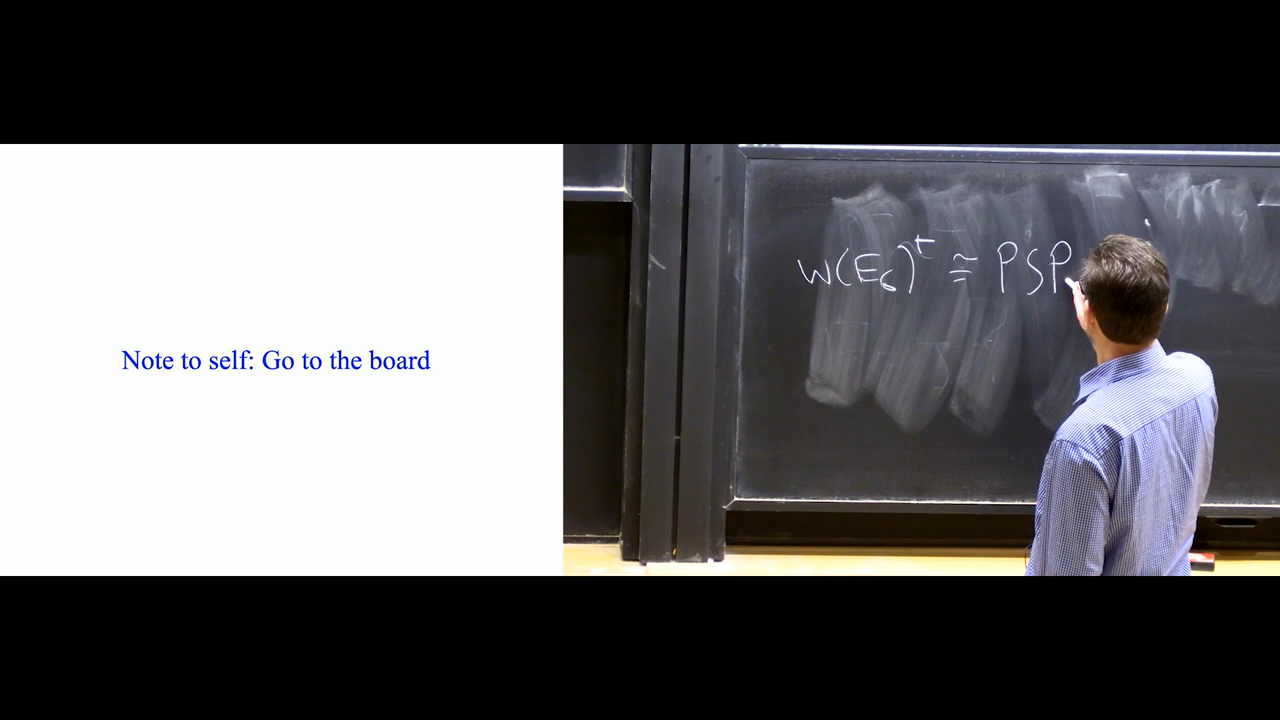 Note to self: Go to the board
W(E₆)⁺ ≅ PSP